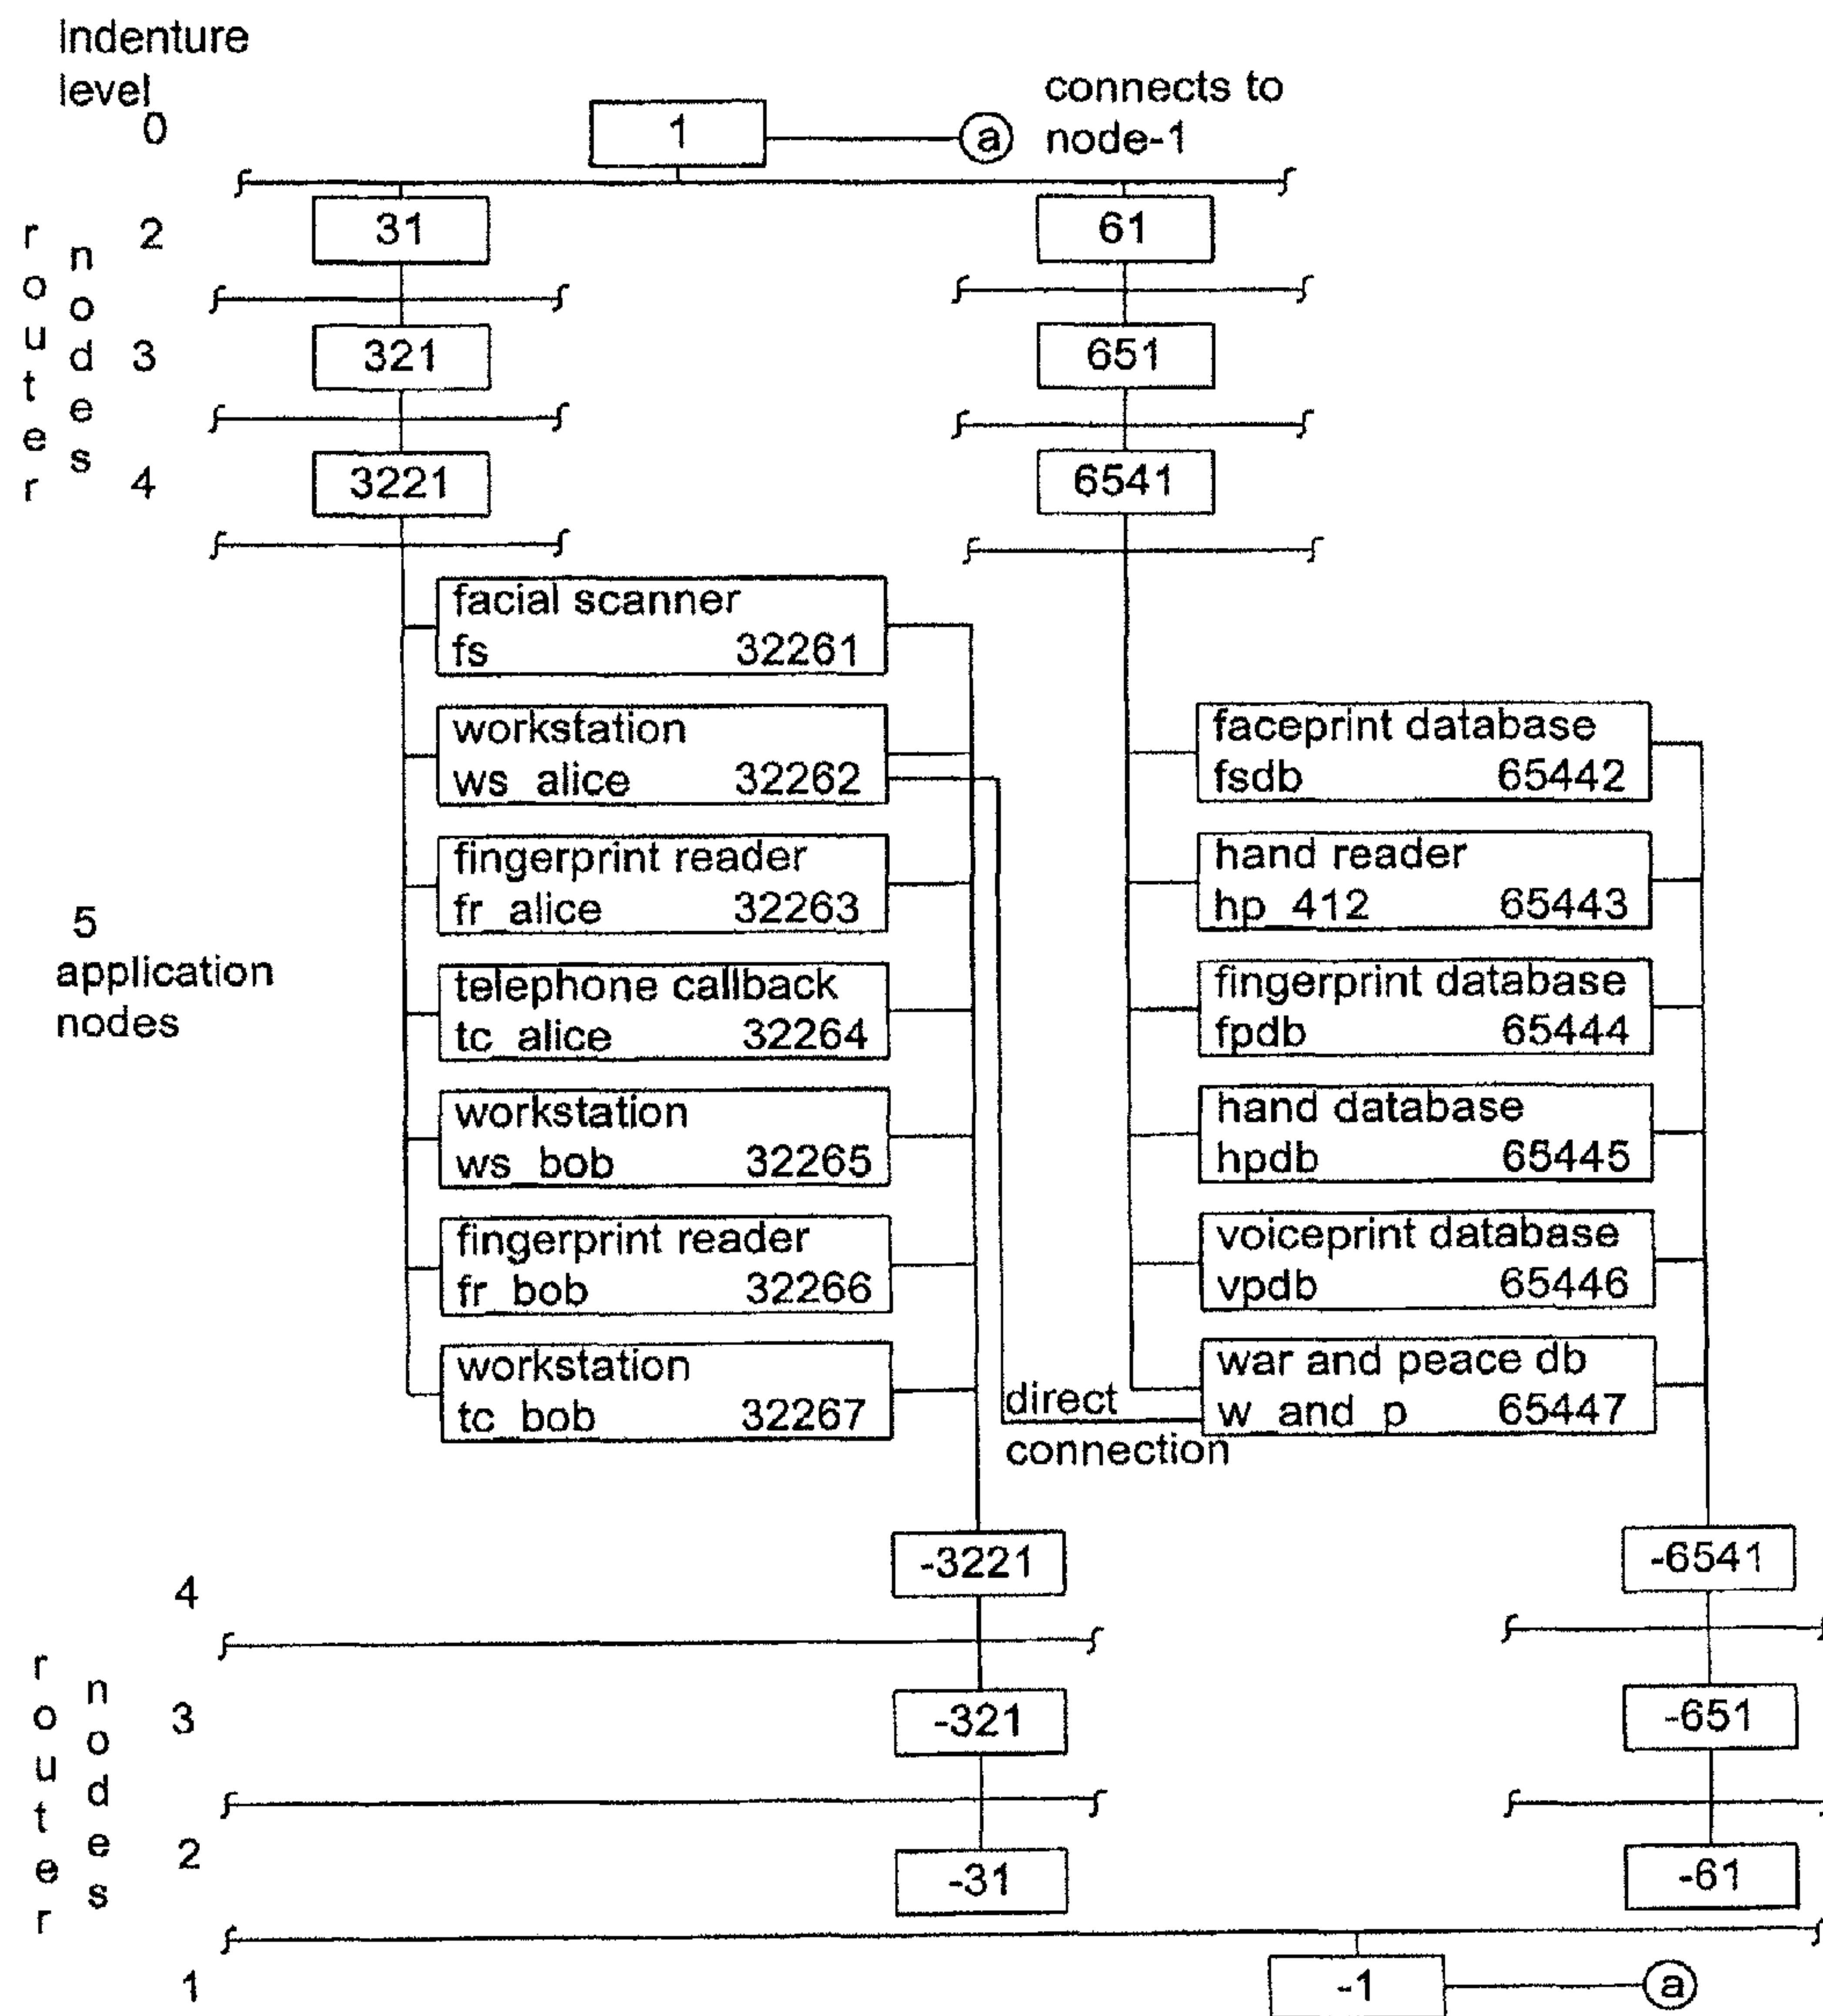 Indenture
level
0
1
a
connects to
node-1
router
nodes
2
31
61
3
321
651
4
3221
6541
5
application
nodes
facial scanner
fs 32261
workstation
ws_alice 32262
fingerprint reader
fr_alice 32263
telephone callback
tc_alice 32264
workstation
ws_bob 32265
fingerprint reader
fr_bob 32266
workstation
tc_bob 32267
faceprint database
fsdb 65442
hand reader
hp_412 65443
fingerprint database
fpdb 65444
hand database
hpdb 65445
voiceprint database
vpdb 65446
war and peace db
w_and_p 65447
direct
connection
router
nodes
4
-3221
-6541
3
-321
-651
2
-31
-61
1
-1
a